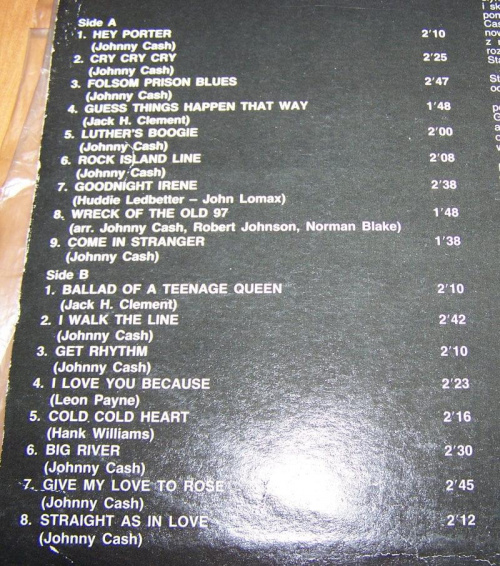 Side A
1. HEY PORTER 2'10
(Johnny Cash)
2. CRY CRY CRY 2'25
(Johnny Cash)
3. FOLSOM PRISON BLUES 2'47
(Johnny Cash)
4. GUESS THINGS HAPPEN THAT WAY 1'48
(Jack H. Clement)
5. LUTHER'S BOOGIE 2'00
(Johnny Cash)
6. ROCK ISLAND LINE 2'08
(Johnny Cash)
7. GOODNIGHT IRENE 2'38
(Huddie Ledbetter – John Lomax)
8. WRECK OF THE OLD 97 1'48
(arr. Johnny Cash, Robert Johnson, Norman Blake)
9. COME IN STRANGER 1'38
(Johnny Cash)
Side B
1. BALLAD OF A TEENAGE QUEEN 2'10
(Jack H. Clement)
2. I WALK THE LINE 2'42
(Johnny Cash)
3. GET RHYTHM 2'10
(Johnny Cash)
4. I LOVE YOU BECAUSE 2'23
(Leon Payne)
5. COLD, COLD HEART 2'16
(Hank Williams)
6. BIG RIVER 2'30
(Johnny Cash)
7. GIVE MY LOVE TO ROSE 2'45
(Johnny Cash)
8. STRAIGHT AS IN LOVE 2'12
(Johnny Cash)